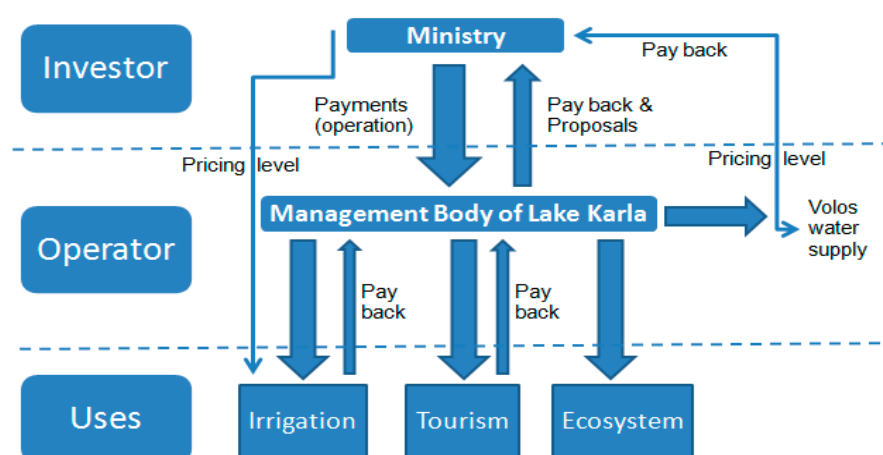 Ministry
Pay back
Investor
Payments
(operation)
Pay back &
Proposals
Pricing level
Pricing level
Management Body of Lake Karla
Volos
water
supply
Operator
Pay
back
Pay
back
Uses
Irrigation
Tourism
Ecosystem